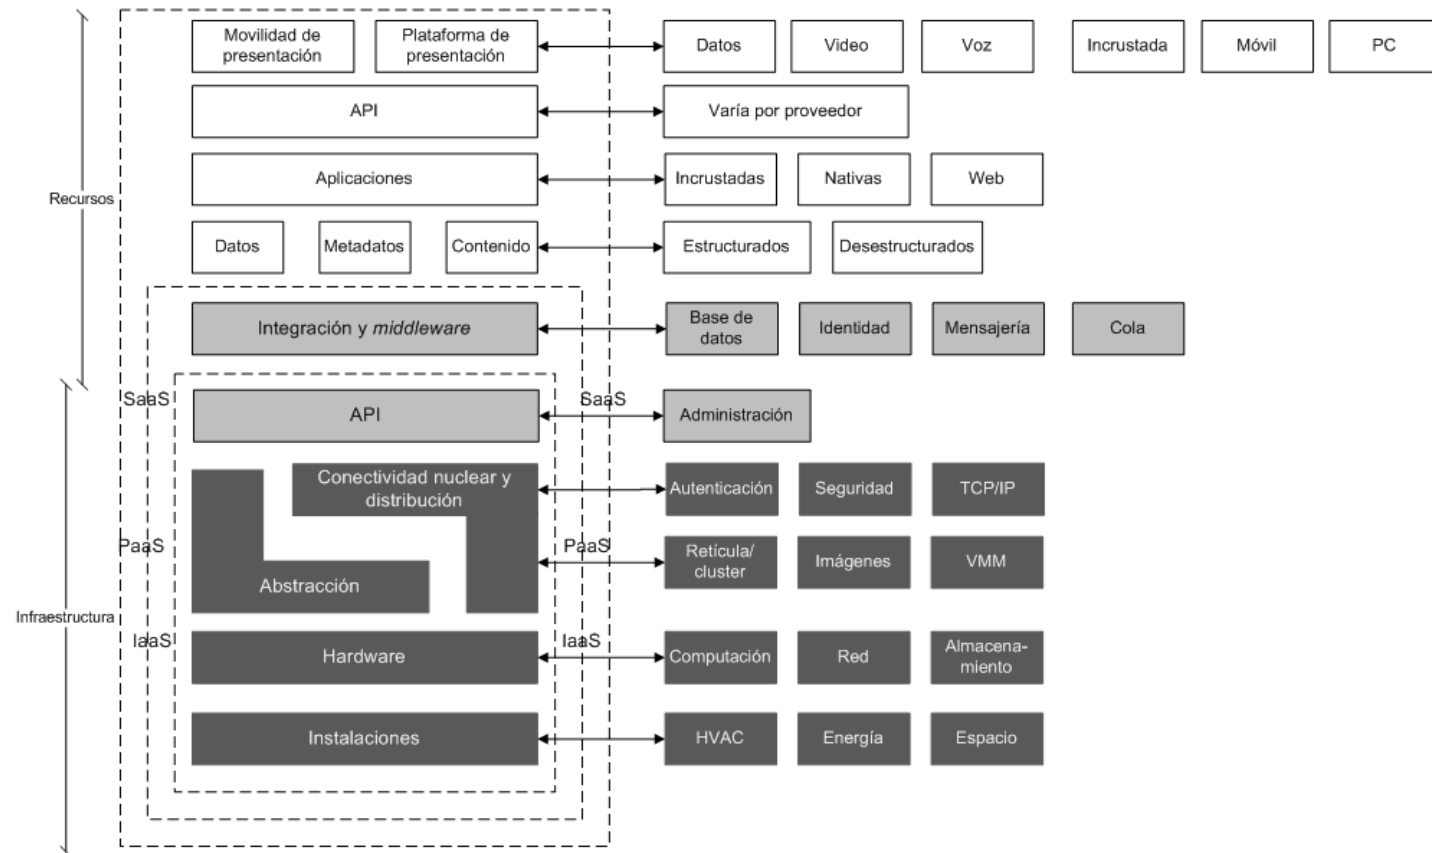 Movilidad de
presentación
Plataforma de
presentación
Datos
Video
Voz
Incrustada
Móvil
PC
API
Varía por proveedor
Aplicaciones
Incrustadas
Nativas
Web
Recursos
Datos
Metadatos
Contenido
Estructurados
Desestructurados
Integración y middleware
Base de
datos
Identidad
Mensajería
Cola
SaaS
API
SaaS
Administración
Conectividad nuclear y
distribución
Autenticación
Seguridad
TCP/IP
PaaS
Abstracción
PaaS
Retícula/
cluster
Imágenes
VMM
Infraestructura
IaaS
Hardware
IaaS
Computación
Red
Almacena-
miento
Instalaciones
HVAC
Energía
Espacio